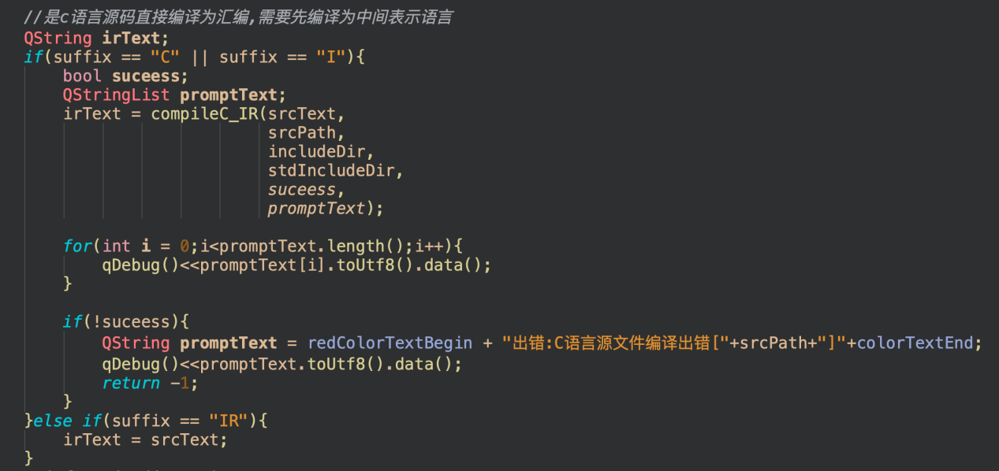 //是c语言源码直接编译为汇编,需要先编译为中间表示语言
QString irText;
if(suffix == "C" || suffix == "I"){
    bool suceess;
    QStringList promptText;
    irText = compileC_IR(srcText,
                         srcPath,
                         includeDir,
                         stdIncludeDir,
                         suceess,
                         promptText);

    for(int i = 0;i<promptText.length();i++){
        qDebug()<<promptText[i].toUtf8().data();
    }

    if(!suceess){
        QString promptText = redColorTextBegin + "出错:C语言源文件编译出错["+srcPath+"]"+colorTextEnd;
        qDebug()<<promptText.toUtf8().data();
        return -1;
    }
}else if(suffix == "IR"){
    irText = srcText;
}